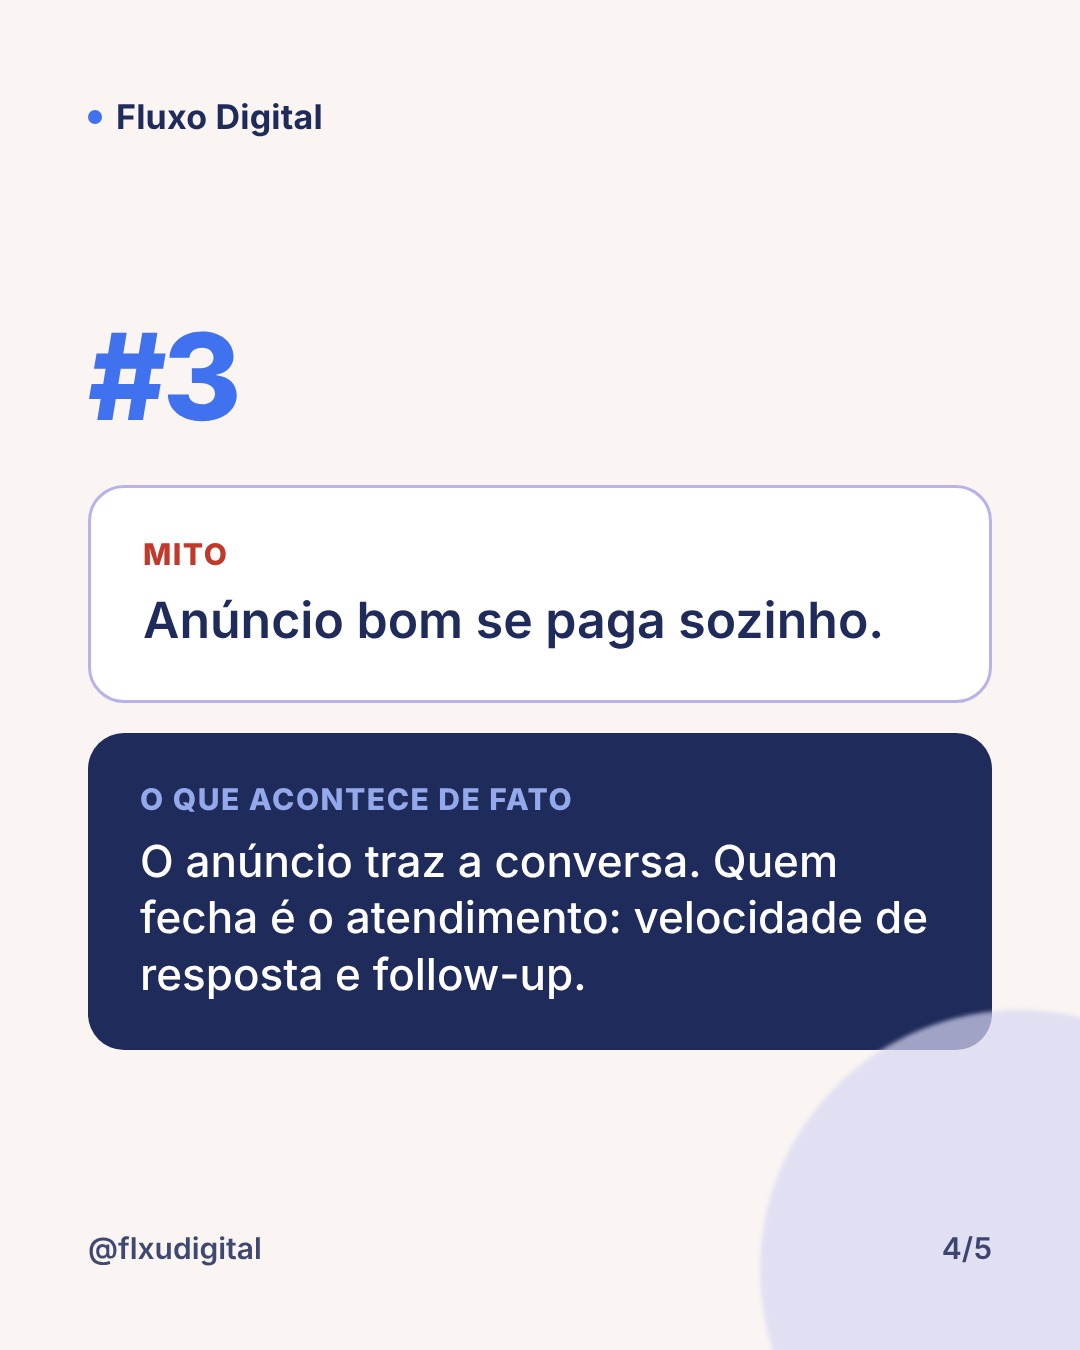 Fluxo Digital
#3
MITO
Anúncio bom se paga sozinho.
O QUE ACONTECE DE FATO
O anúncio traz a conversa. Quem
fecha é o atendimento: velocidade de
resposta e follow-up.
@flxudigital
4/5